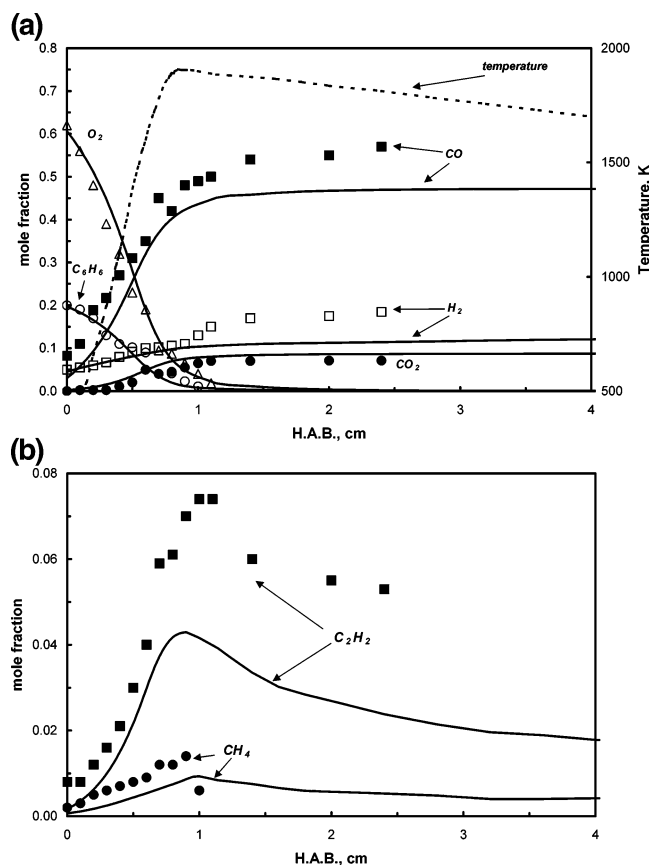 (a)
0.8
0.7
0.6
0.5
0.4
0.3
0.2
0.1
0.0
mole fraction
2000
1500
1000
500
Temperature, K
temperature
O2
CO
C6H6
H2
CO2
0
1
2
3
4
H.A.B., cm
(b)
0.08
0.06
0.04
0.02
0.00
mole fraction
C2H2
CH4
0
1
2
3
4
H.A.B., cm